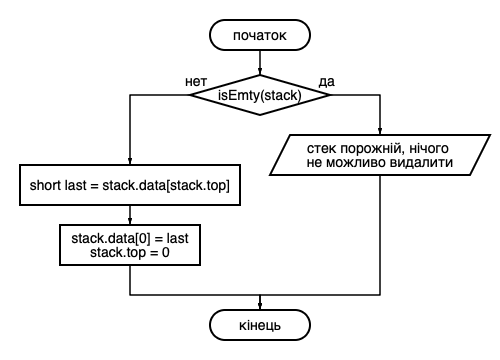 початок
нет
да
isEmty(stack)
стек порожній, нічого
не можливо видалити
short last = stack.data[stack.top]
stack.data[0] = last
stack.top = 0
кінець